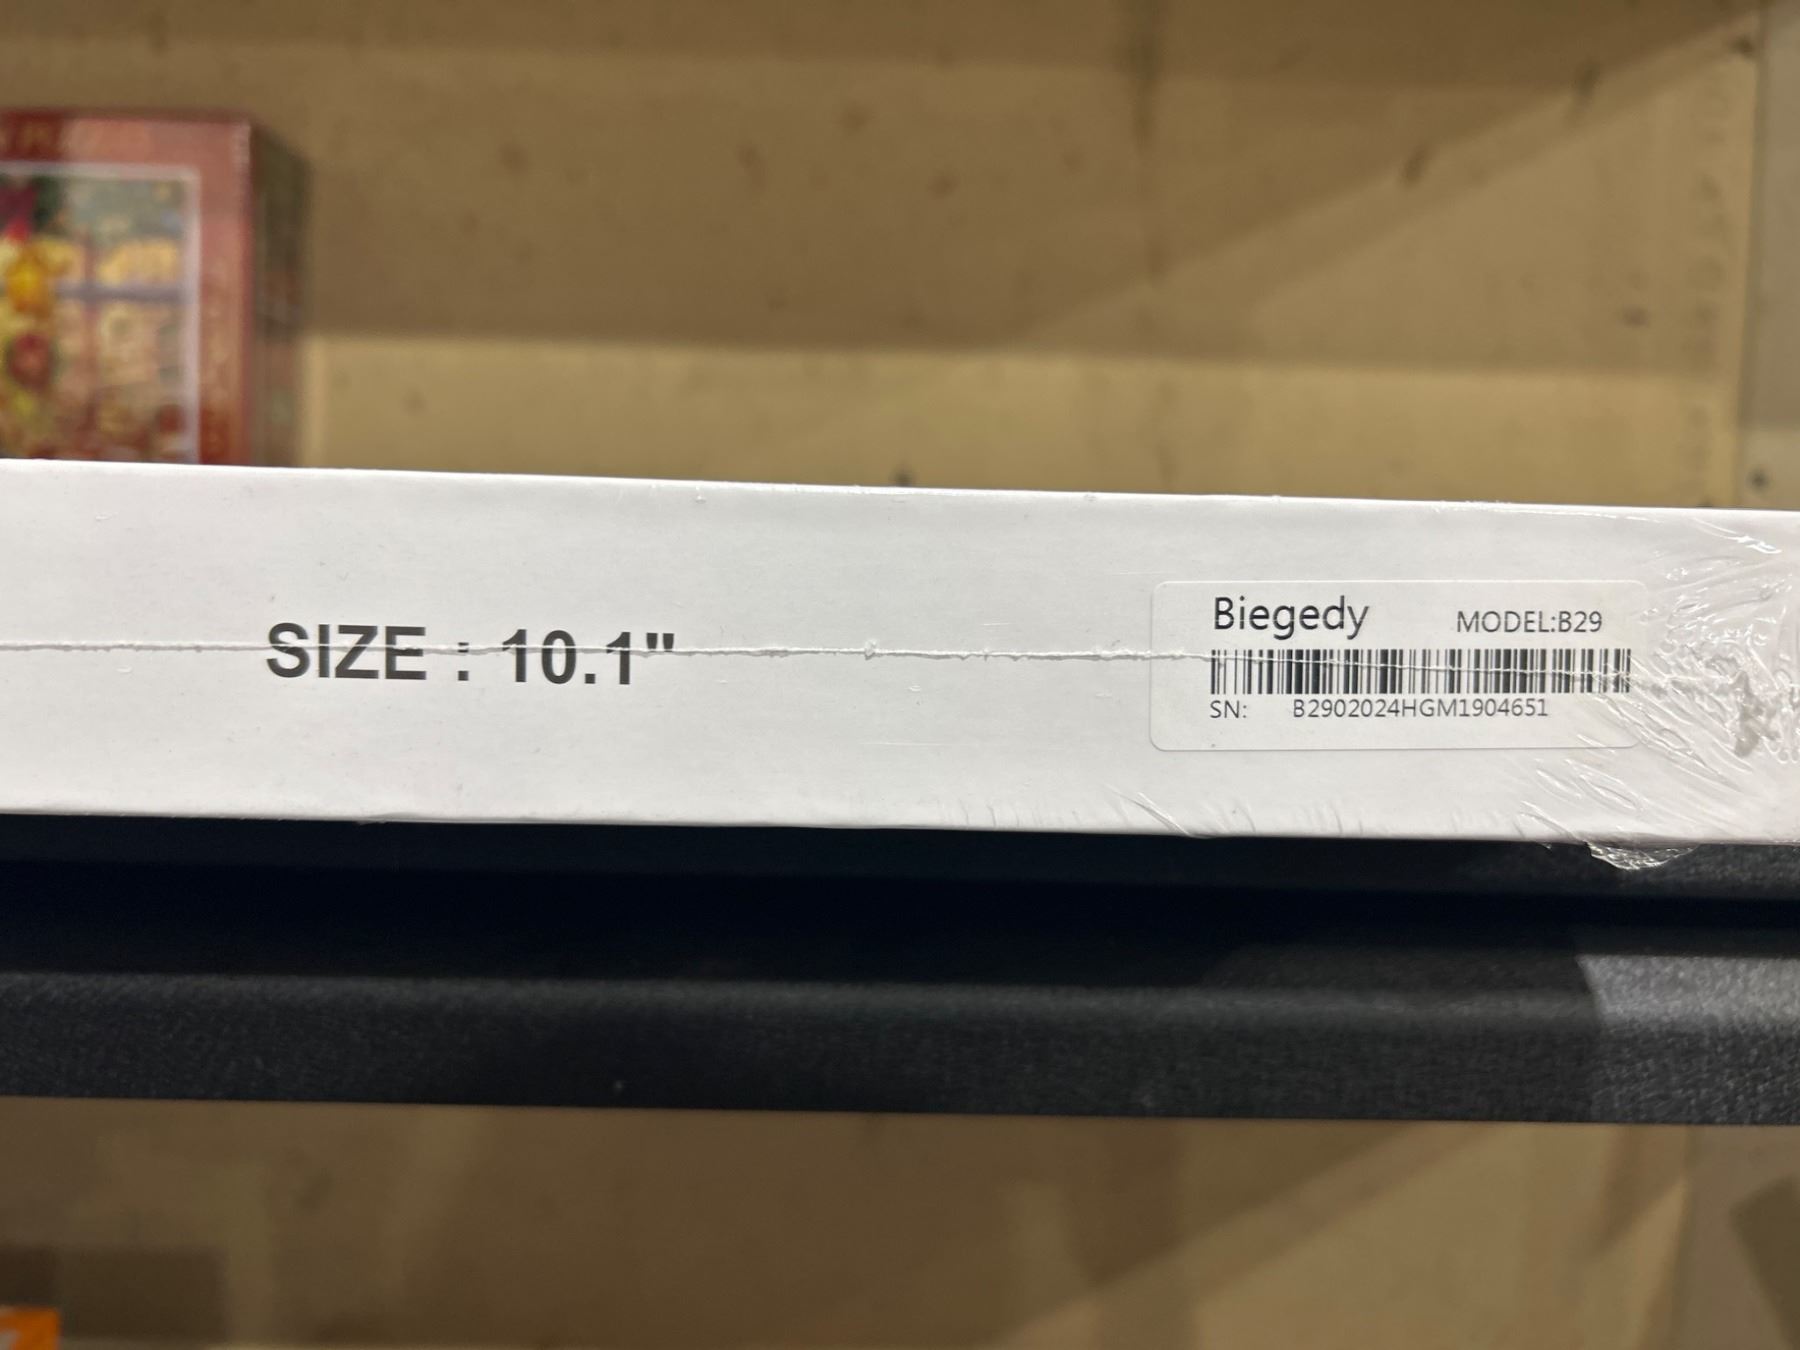 SIZE : 10.1"
Biegedy MODEL:B29
SN: B2902024HGM1904651